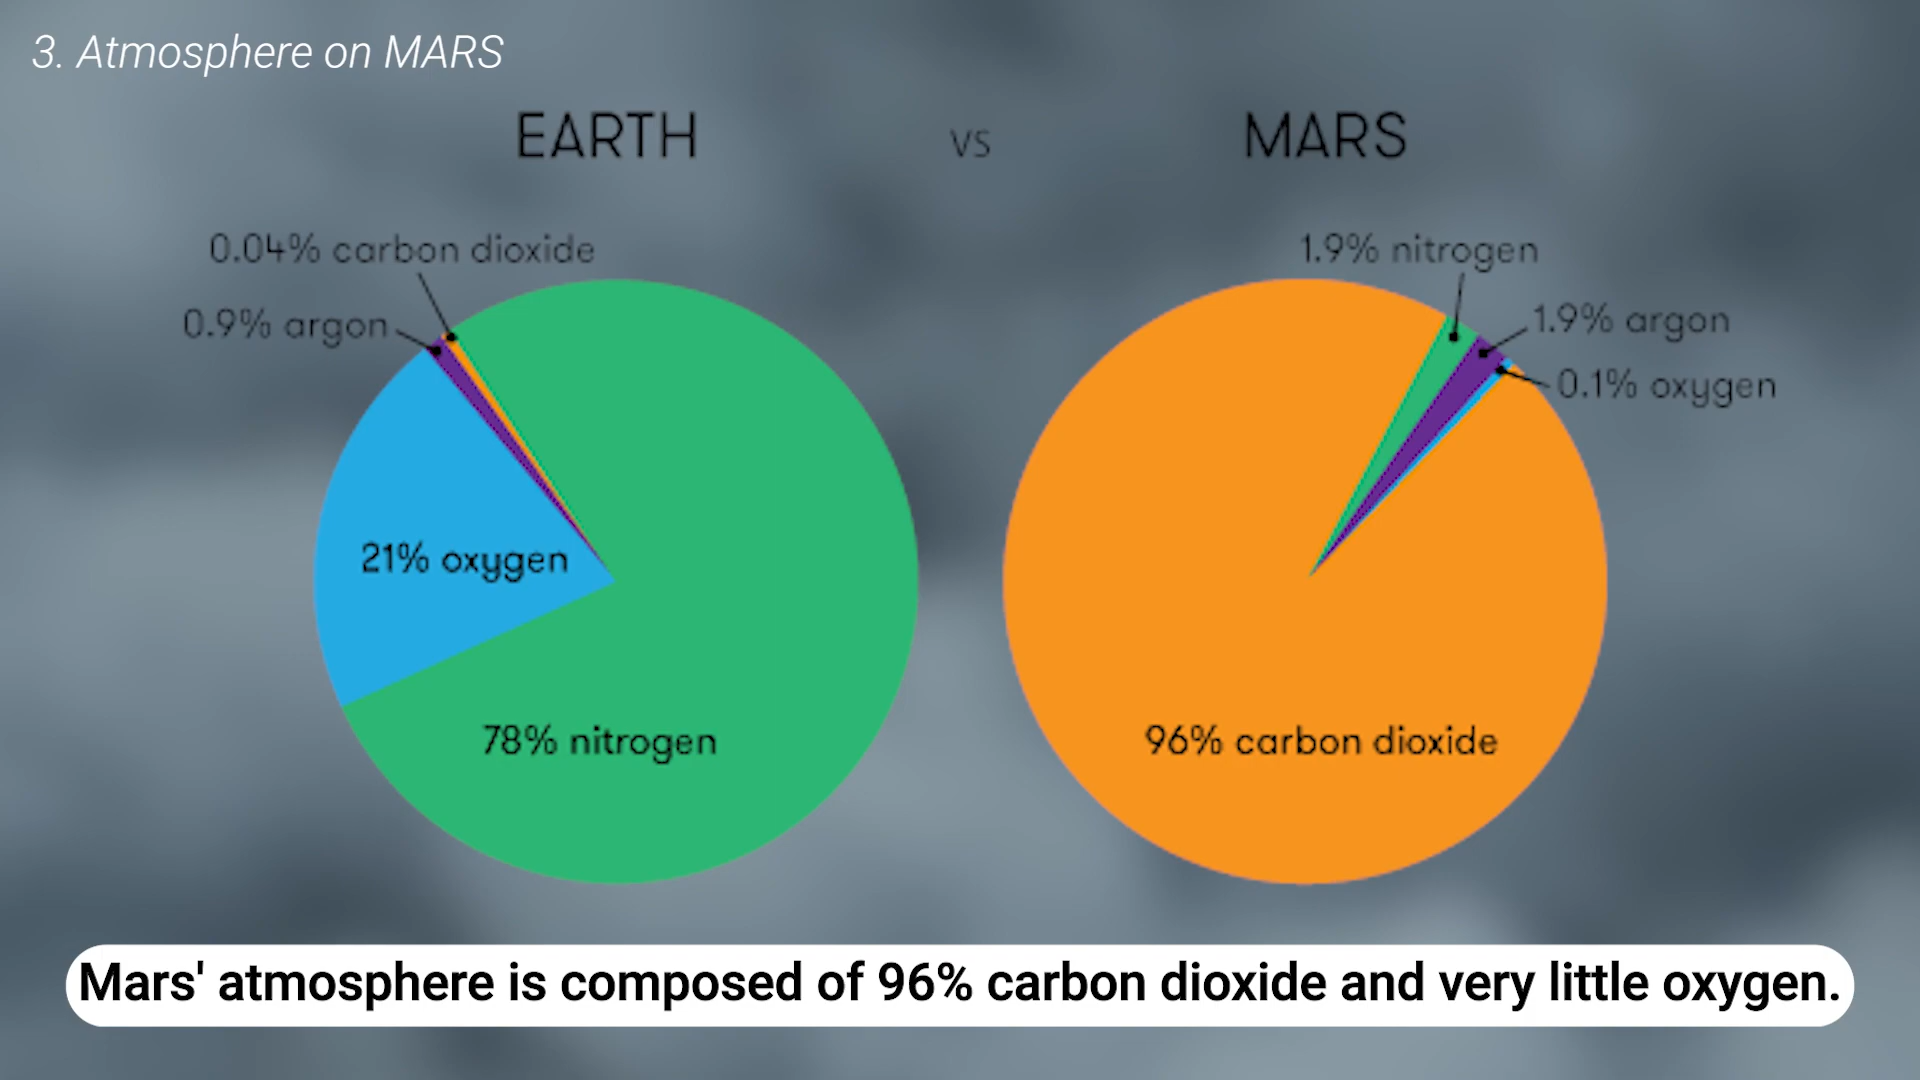 3. Atmosphere on MARS
EARTH vs MARS
0.04% carbon dioxide
0.9% argon
21% oxygen
78% nitrogen
1.9% nitrogen
1.9% argon
0.1% oxygen
96% carbon dioxide
Mars' atmosphere is composed of 96% carbon dioxide and very little oxygen.